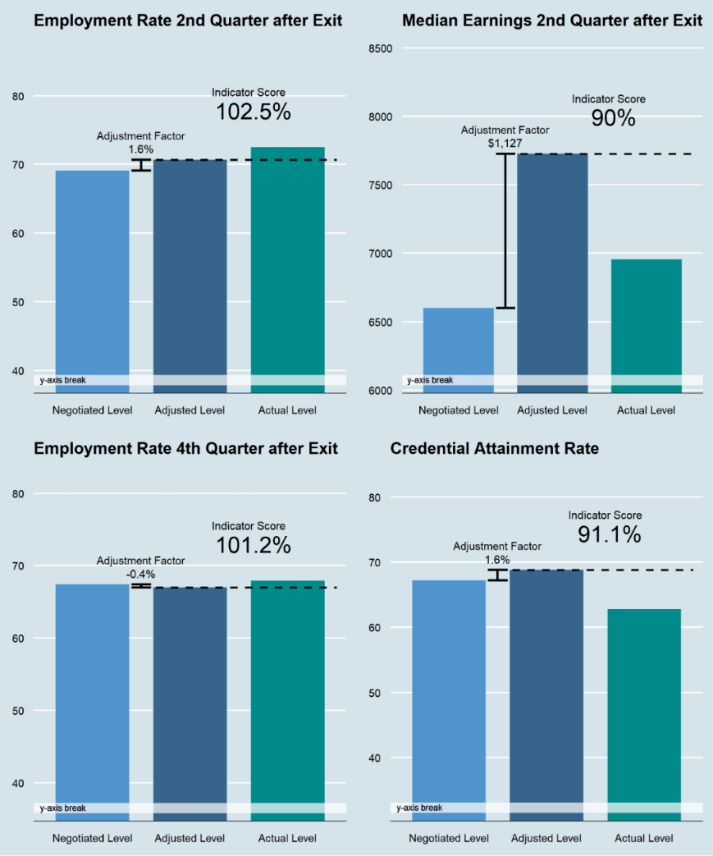 Employment Rate 2nd Quarter after Exit
80
70
60
50
40
Indicator Score
102.5%
Adjustment Factor
1.6%
y-axis break
Negotiated Level
Adjusted Level
Actual Level
Median Earnings 2nd Quarter after Exit
8500
8000
7500
7000
6500
6000
Indicator Score
90%
Adjustment Factor
$1,127
y-axis break
Negotiated Level
Adjusted Level
Actual Level
Employment Rate 4th Quarter after Exit
80
70
60
50
40
Indicator Score
101.2%
Adjustment Factor
-0.4%
y-axis break
Negotiated Level
Adjusted Level
Actual Level
Credential Attainment Rate
80
70
60
50
40
Indicator Score
91.1%
Adjustment Factor
1.6%
y-axis break
Negotiated Level
Adjusted Level
Actual Level